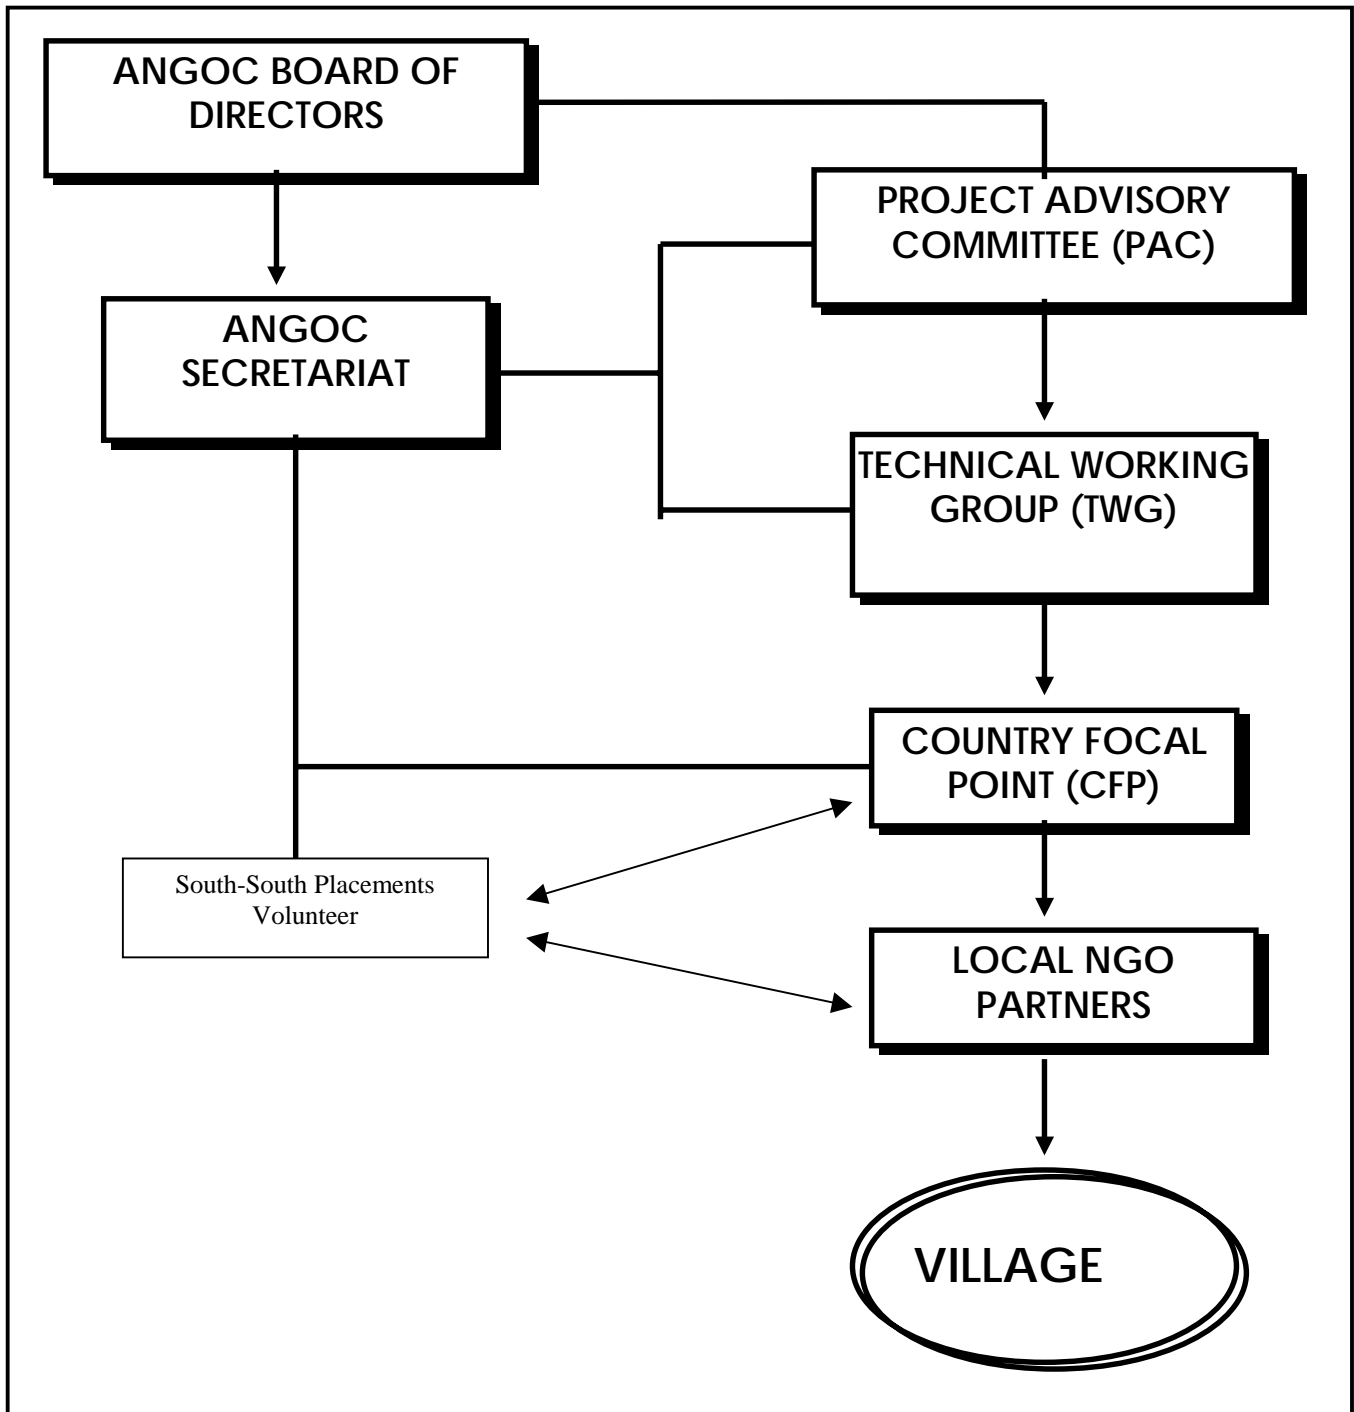 ANGOC BOARD OF
DIRECTORS
PROJECT ADVISORY
COMMITTEE (PAC)
ANGOC
SECRETARIAT
TECHNICAL WORKING
GROUP (TWG)
COUNTRY FOCAL
POINT (CFP)
South-South Placements
Volunteer
LOCAL NGO
PARTNERS
VILLAGE